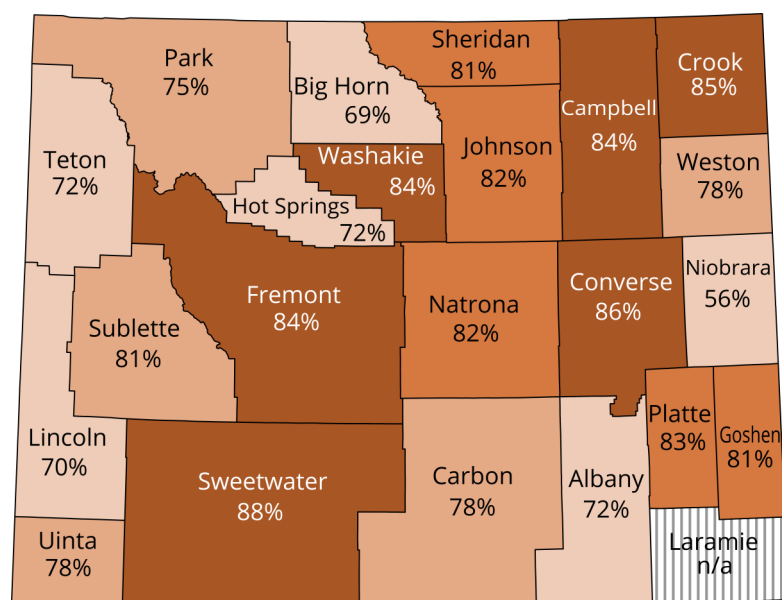 Park
75%
Big Horn
69%
Sheridan
81%
Campbell
84%
Crook
85%
Teton
72%
Washakie
84%
Johnson
82%
Weston
78%
Hot Springs
72%
Fremont
84%
Natrona
82%
Converse
86%
Niobrara
56%
Sublette
81%
Lincoln
70%
Sweetwater
88%
Carbon
78%
Albany
72%
Platte
83%
Goshen
81%
Uinta
78%
Laramie
n/a